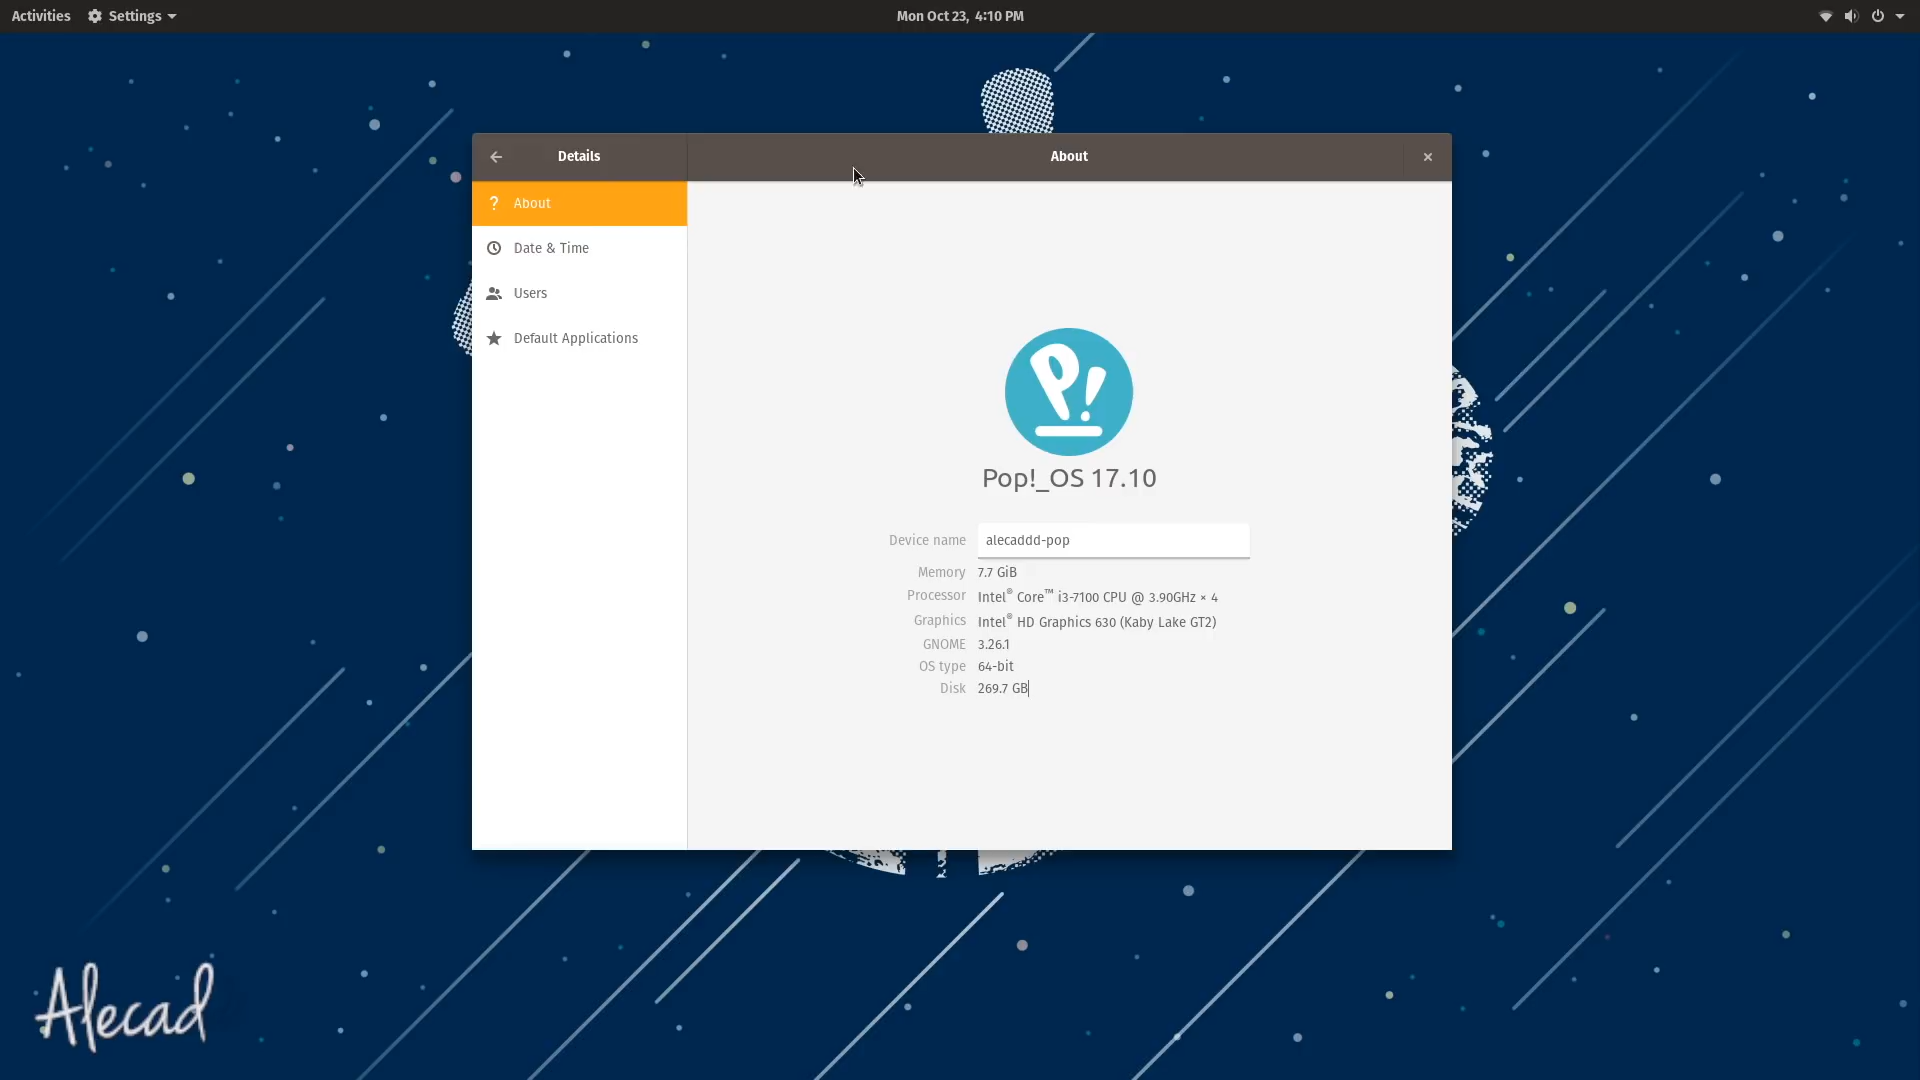 Activities Settings Mon Oct 23, 4:10 PM
Details About
About
Date & Time
Users
Default Applications
P!
Pop!_OS 17.10
Device name alecaddd-pop
Memory 7.7 GiB
Processor Intel® Core™ i3-7100 CPU @ 3.90GHz × 4
Graphics Intel® HD Graphics 630 (Kaby Lake GT2)
GNOME 3.26.1
OS type 64-bit
Disk 269.7 GB
Alecad